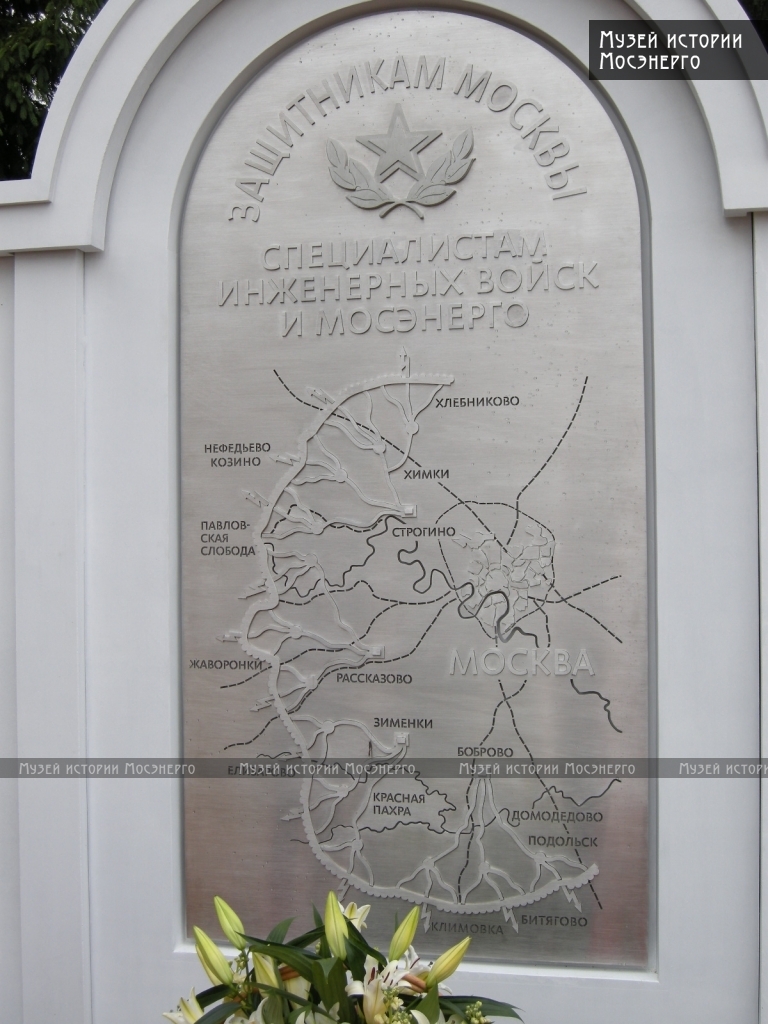 Музей истории
Мосэнерго
ЗАЩИТНИКАМ МОСКВЫ
СПЕЦИАЛИСТАМ
ИНЖЕНЕРНЫХ ВОЙСК
И МОСЭНЕРГО
ХЛЕБНИКОВО
НЕФЕДЬЕВО
КОЗИНО
ХИМКИ
ПАВЛОВ-
СКАЯ
СЛОБОДА
СТРОГИНО
МОСКВА
ЖАВОРОНКИ
РАССКАЗОВО
ЗИМЕНКИ
БОБРОВО
Музей истории Мосэнерго Музей истории Мосэнерго Музей истории Мосэнерго Музей истории
КРАСНАЯ
ПАХРА
ДОМОДЕДОВО
ПОДОЛЬСК
БИТЯГОВО
КЛИМОВКА